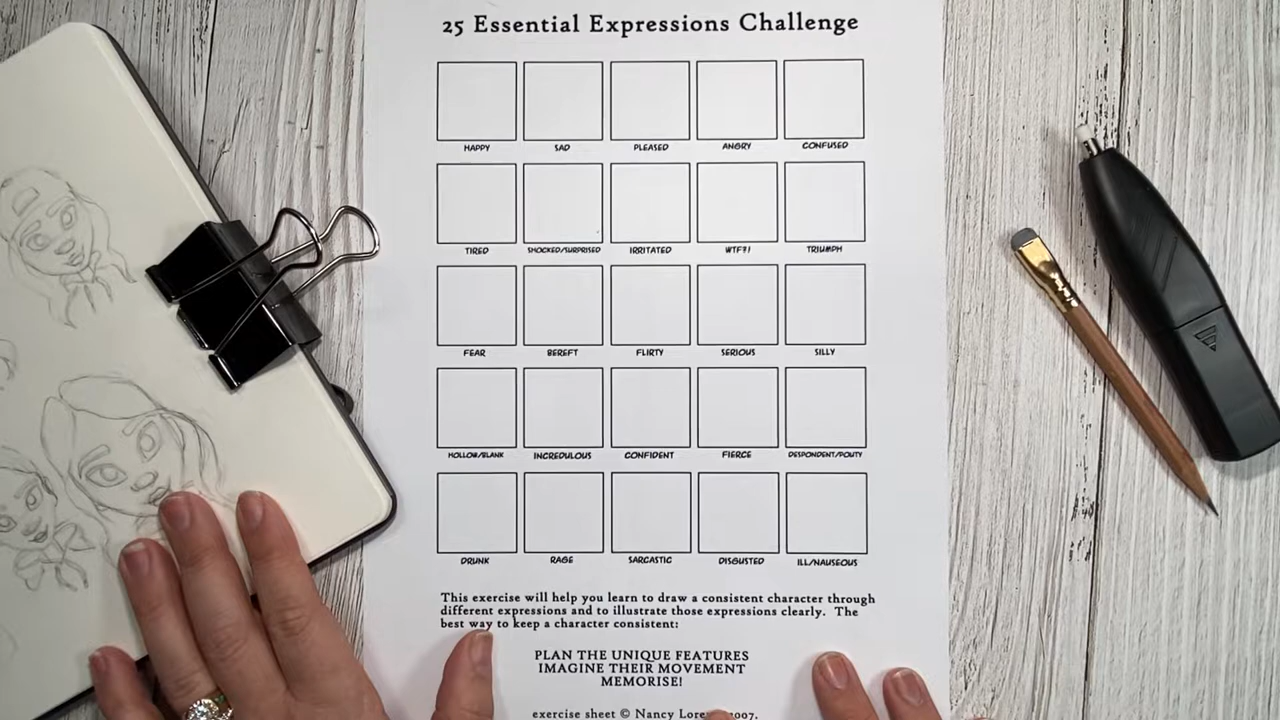 25 Essential Expressions Challenge
HAPPY SAD PLEASED ANGRY CONFUSED
TIRED SHOCKED/SURPRISED IRRITATED WTF?! TRIUMPH
FEAR BEREFT FLIRTY SERIOUS SILLY
HOLLOW/BLANK INCREDULOUS CONFIDENT FIERCE DESPONDENT/POUTY
DRUNK RAGE SARCASTIC DISGUSTED ILL/NAUSEOUS
This exercise will help you learn to draw a consistent character through
different expressions and to illustrate those expressions clearly. The
best way to keep a character consistent:
PLAN THE UNIQUE FEATURES
IMAGINE THEIR MOVEMENT
MEMORISE!
exercise sheet © Nancy 2007.